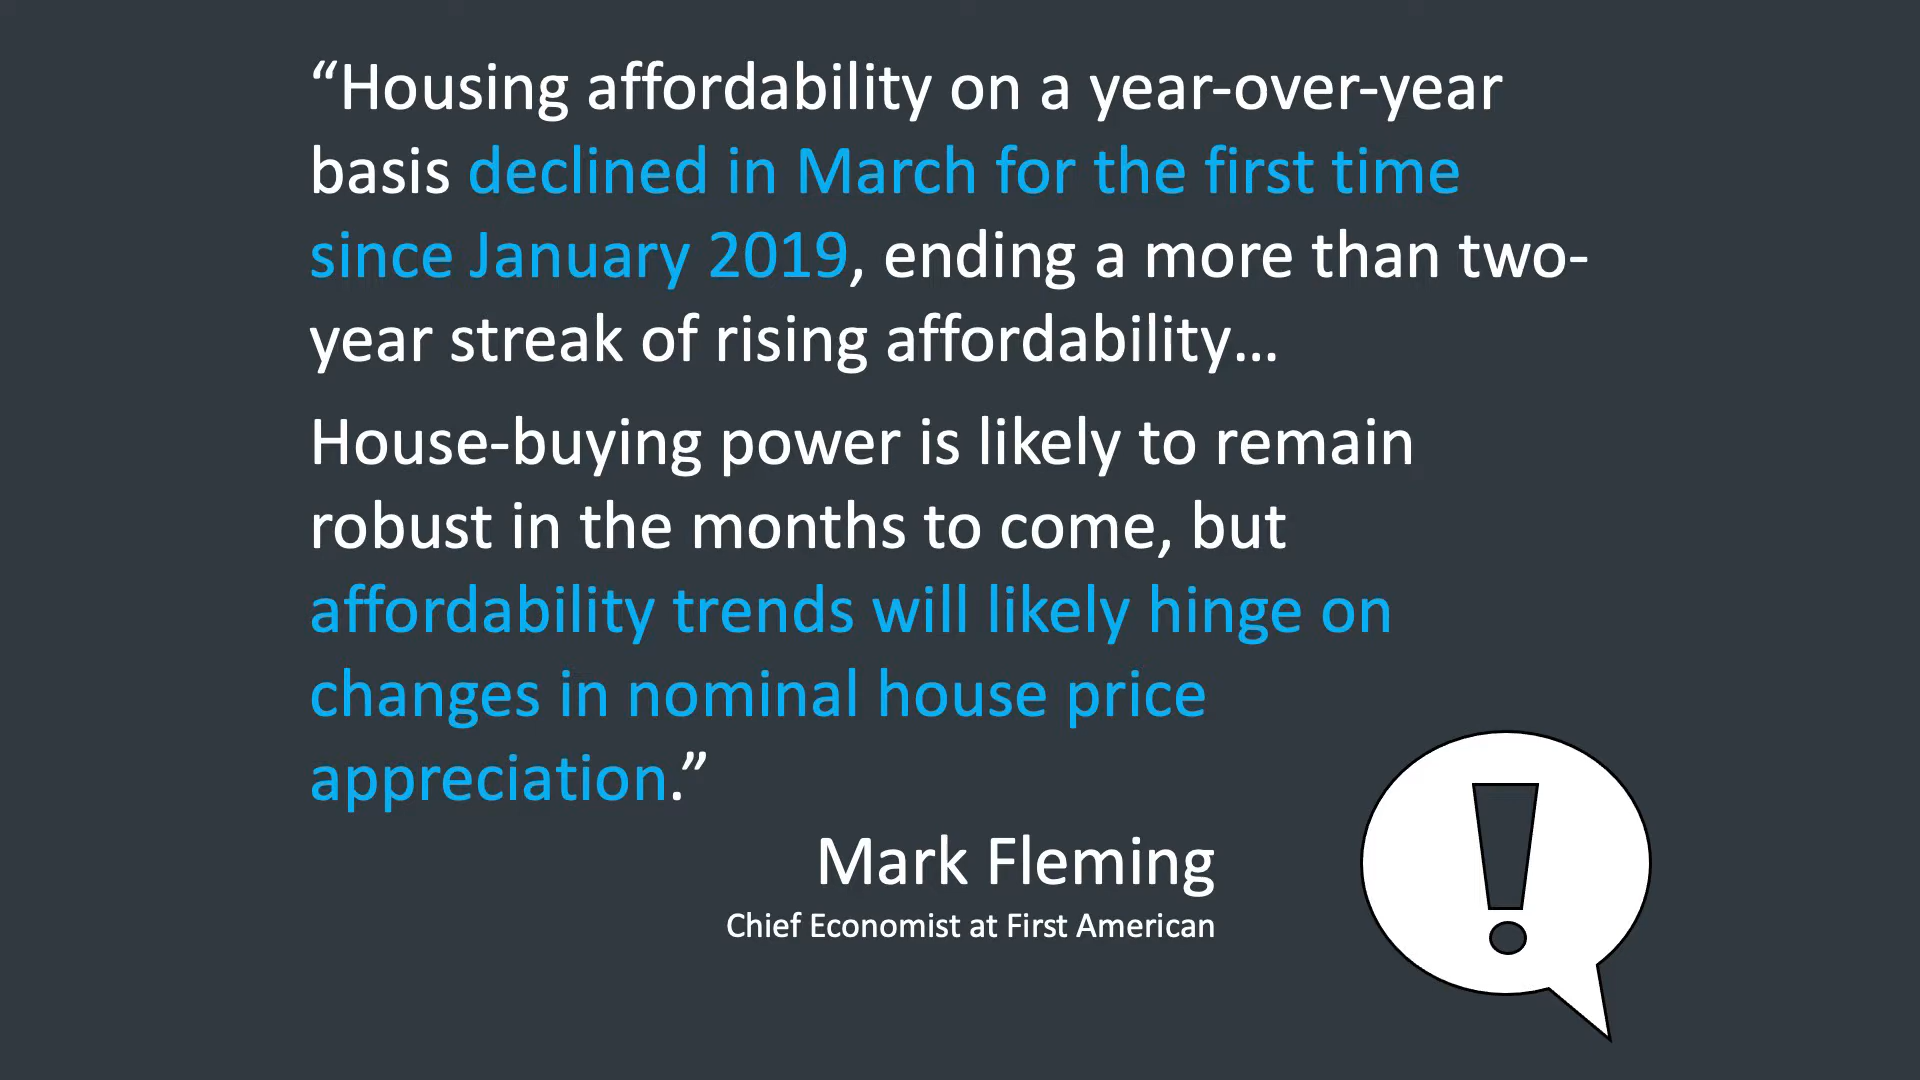 “Housing affordability on a year-over-year
basis declined in March for the first time
since January 2019, ending a more than two-
year streak of rising affordability…
House-buying power is likely to remain
robust in the months to come, but
affordability trends will likely hinge on
changes in nominal house price
appreciation.”
Mark Fleming
Chief Economist at First American
!